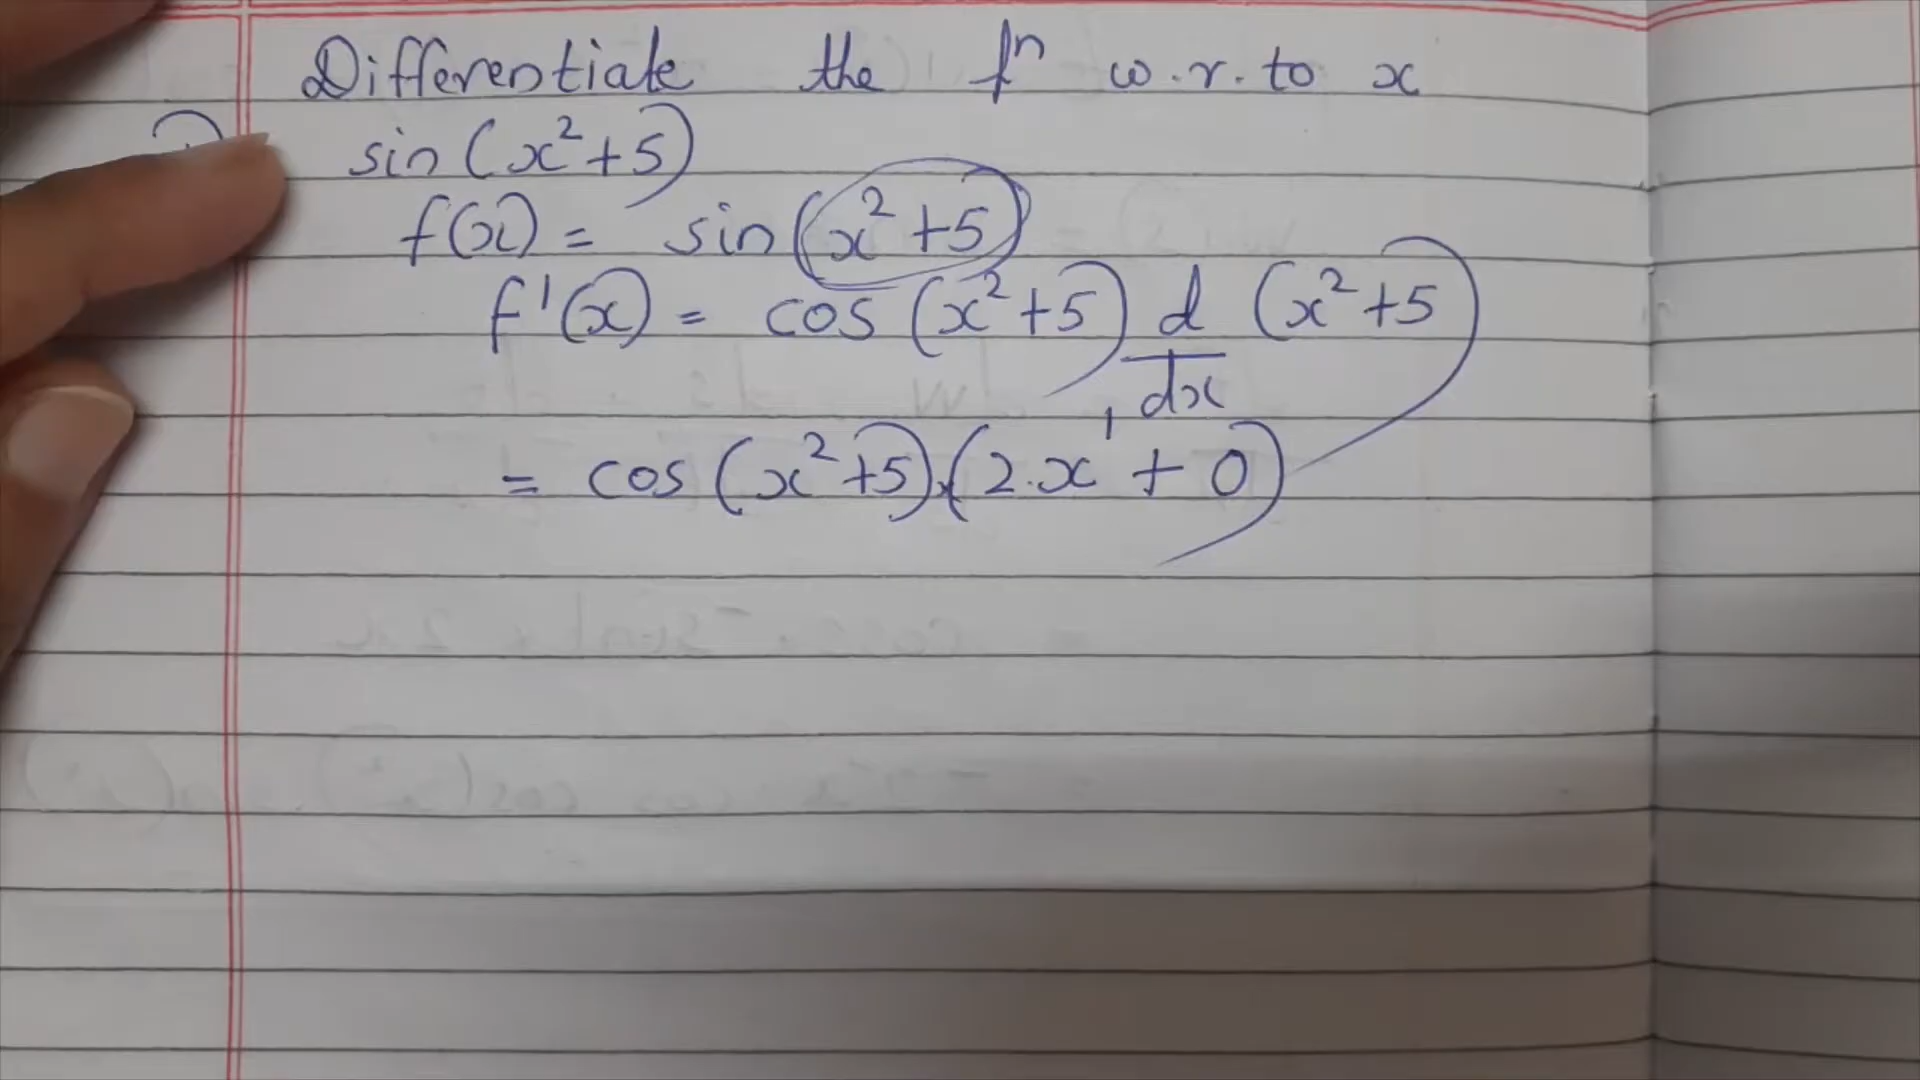 Differentiate the fⁿ w.r. to x
sin(x²+5)
f(x) = sin(x²+5)
f'(x) = cos(x²+5) d/dx (x²+5)
= cos(x²+5).(2.x¹ + 0)